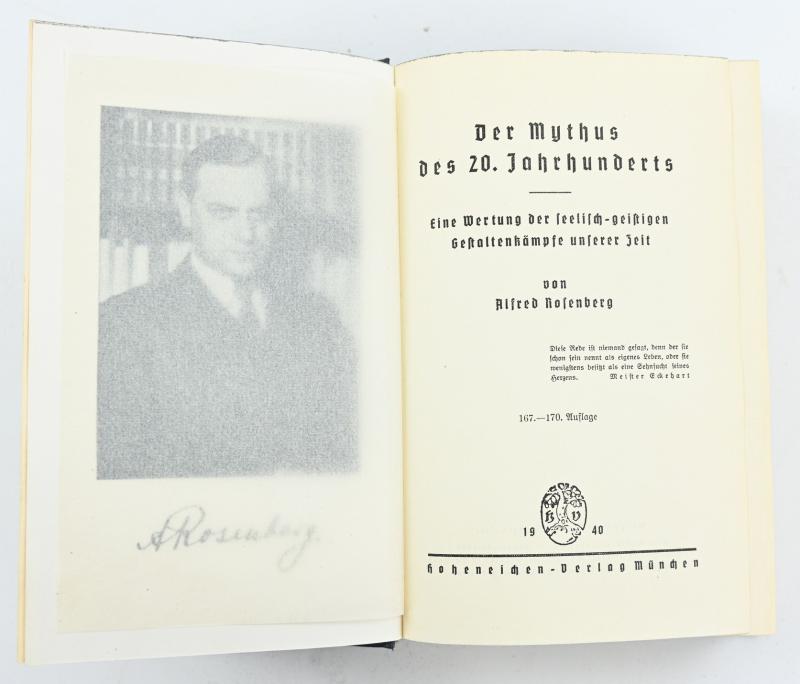 A Rosenberg.
Der Mythus
des 20. Jahrhunderts
Eine Wertung der seelisch-geistigen
Gestaltenkämpfe unserer Zeit
von
Alfred Rosenberg
Diese Rede ist niemand gesagt, denn der sie
schon sein nennt als eigenes Leben, oder sie
wenigstens besitzt als eine Sehnsucht seines
Herzens. Meister Eckehart
167.—170. Auflage
H V
19 40
Hoheneichen-Verlag München